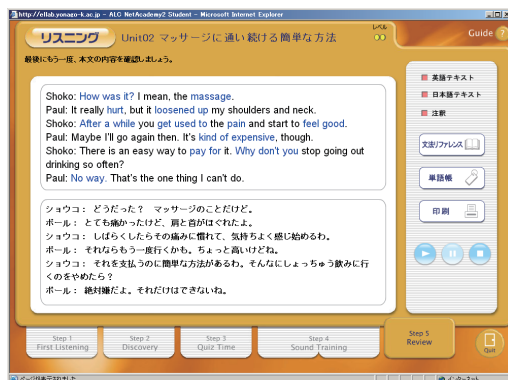 http://ellab.yonago-k.ac.jp - ALC NetAcademy2 Student - Microsoft Internet Explorer
リスニング Unit02 マッサージに通い続ける簡単な方法 レベル Guide ?
最後にもう一度、本文の内容を確認しましょう。
Shoko: How was it? I mean, the massage.
Paul: It really hurt, but it loosened up my shoulders and neck.
Shoko: After a while you get used to the pain and start to feel good.
Paul: Maybe I'll go again then. It's kind of expensive, though.
Shoko: There is an easy way to pay for it. Why don't you stop going out
drinking so often?
Paul: No way. That's the one thing I can't do.
ショウコ： どうだった？ マッサージのことだけど。
ポール： とても痛かったけど、肩と首がほぐれたよ。
ショウコ： しばらくしたらその痛みに慣れて、気持ちよく感じ始めるわ。
ポール： それならもう一度行くかも。ちょっと高いけどね。
ショウコ： それを支払うのに簡単な方法があるわ。そんなにしょっちゅう飲みに行
くのをやめたら？
ポール： 絶対嫌だよ。それだけはできないね。
英語テキスト
日本語テキスト
注釈
文法リファレンス
単語帳
印刷
Step 1
First Listening
Step 2
Discovery
Step 3
Quiz Time
Step 4
Sound Training
Step 5
Review
Quit
ページが表示されました
インターネット